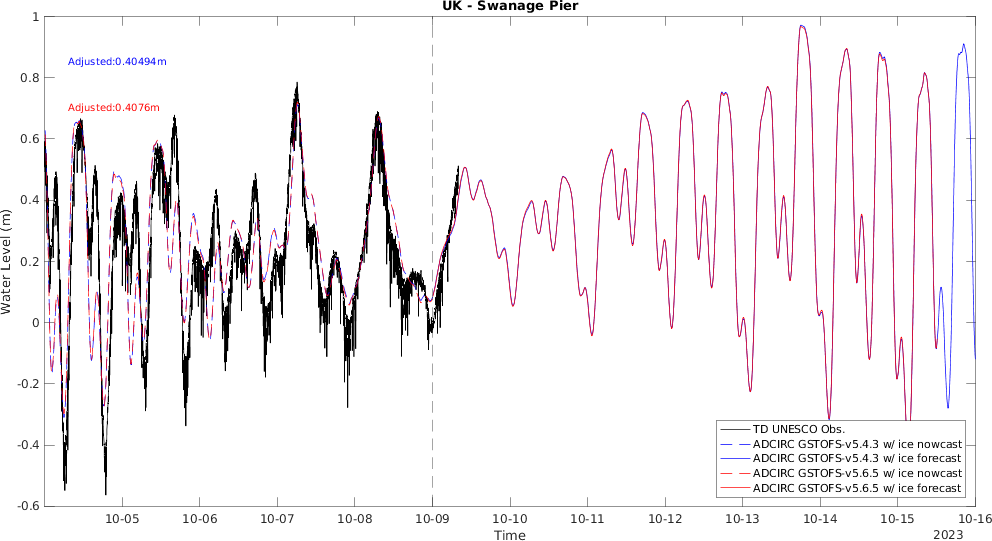 UK - Swanage Pier
1
0.8
0.6
0.4
0.2
0
-0.2
-0.4
-0.6
Water Level (m)
Adjusted:0.40494m
Adjusted:0.4076m
TD UNESCO Obs.
ADCIRC GSTOFS-v5.4.3 w/ ice nowcast
ADCIRC GSTOFS-v5.4.3 w/ ice forecast
ADCIRC GSTOFS-v5.6.5 w/ ice nowcast
ADCIRC GSTOFS-v5.6.5 w/ ice forecast
10-05 10-06 10-07 10-08 10-09 10-10 10-11 10-12 10-13 10-14 10-15 10-16
Time
2023